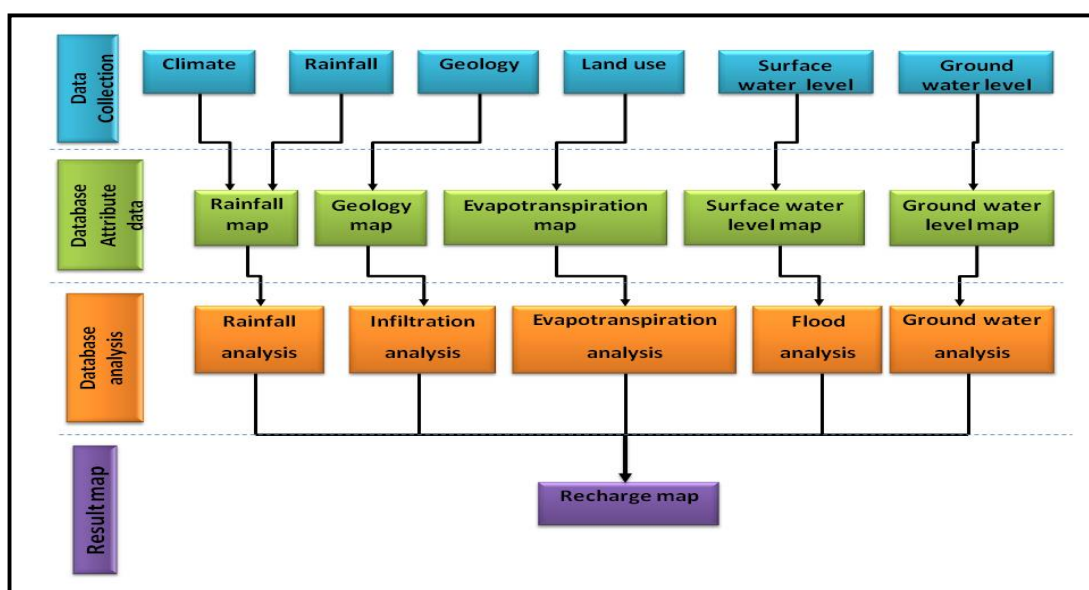 Data
Collection
Climate
Rainfall
Geology
Land use
Surface
water level
Ground
water level
Database
Attribute
data
Rainfall
map
Geology
map
Evapotranspiration
map
Surface water
level map
Ground water
level map
Database
analysis
Rainfall
analysis
Infiltration
analysis
Evapotranspiration
analysis
Flood
analysis
Ground water
analysis
Result map
Recharge map